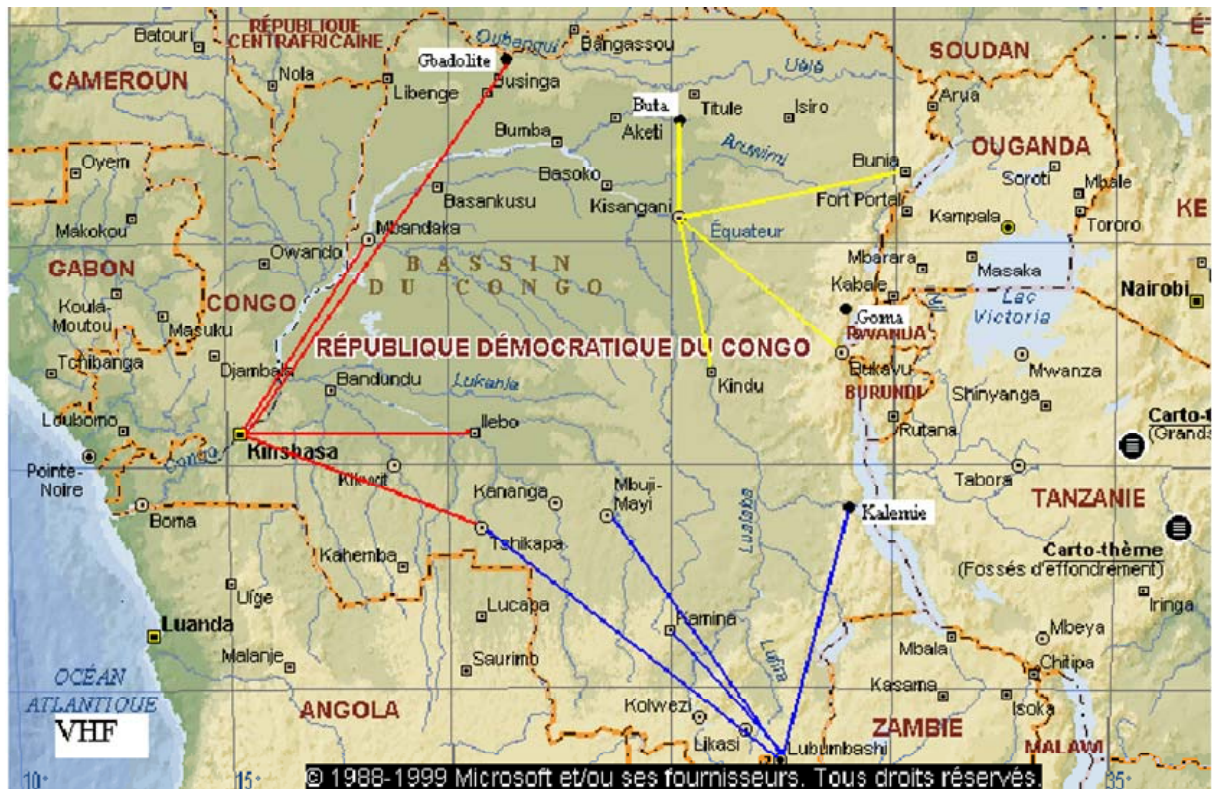 RÉPUBLIQUE
CENTRAFRICAINE
Batouri
Bangassou
SOUDAN
Oubangui
Gbadolite
CAMEROUN
Nola
Libenge
Businga
Uélé
Buta
Titule
Isiro
Arua
Bumba
Aketi
OUGANDA
Oyem
Aruwimi
Bunia
Soroti
Mbale
Basoko
Basankusu
Kisangani
Fort Portal
Kampala
Tororo
KE
Makokou
Mbandaka
Équateur
Owando
BASSIN
DU CONGO
Mbarara
Masaka
GABON
CONGO
Kabale
Nairobi
Koula-
Moutou
Masuku
Goma
Lac
Victoria
RWANDA
RÉPUBLIQUE DÉMOCRATIQUE DU CONGO
Tchibanga
Djambala
Bandundu
Lukenie
Kindu
Bukavu
Mwanza
BURUNDI
Shinyanga
Loubomo
Ilebo
Rutana
Carto-t
(Grands
Kinshasa
Congo
Pointe-
Noire
Kikwit
Kananga
Mbuji-
Mayi
Tabora
TANZANIE
Boma
Lualaba
Kalemie
Tshikapa
Kahemba
Carto-thème
(Fossés d'effondrement)
Uíge
Lucapa
Kamina
Iringa
Luanda
Mbeya
Malanje
Saurimo
Lufira
Mbala
Chitipa
OCÉAN
ATLANTIQUE
Kasama
Isoka
VHF
ANGOLA
Kolwezi
Likasi
Lubumbashi
ZAMBIE
MALAWI
10°
15°
35°
© 1988-1999 Microsoft et/ou ses fournisseurs. Tous droits réservés.